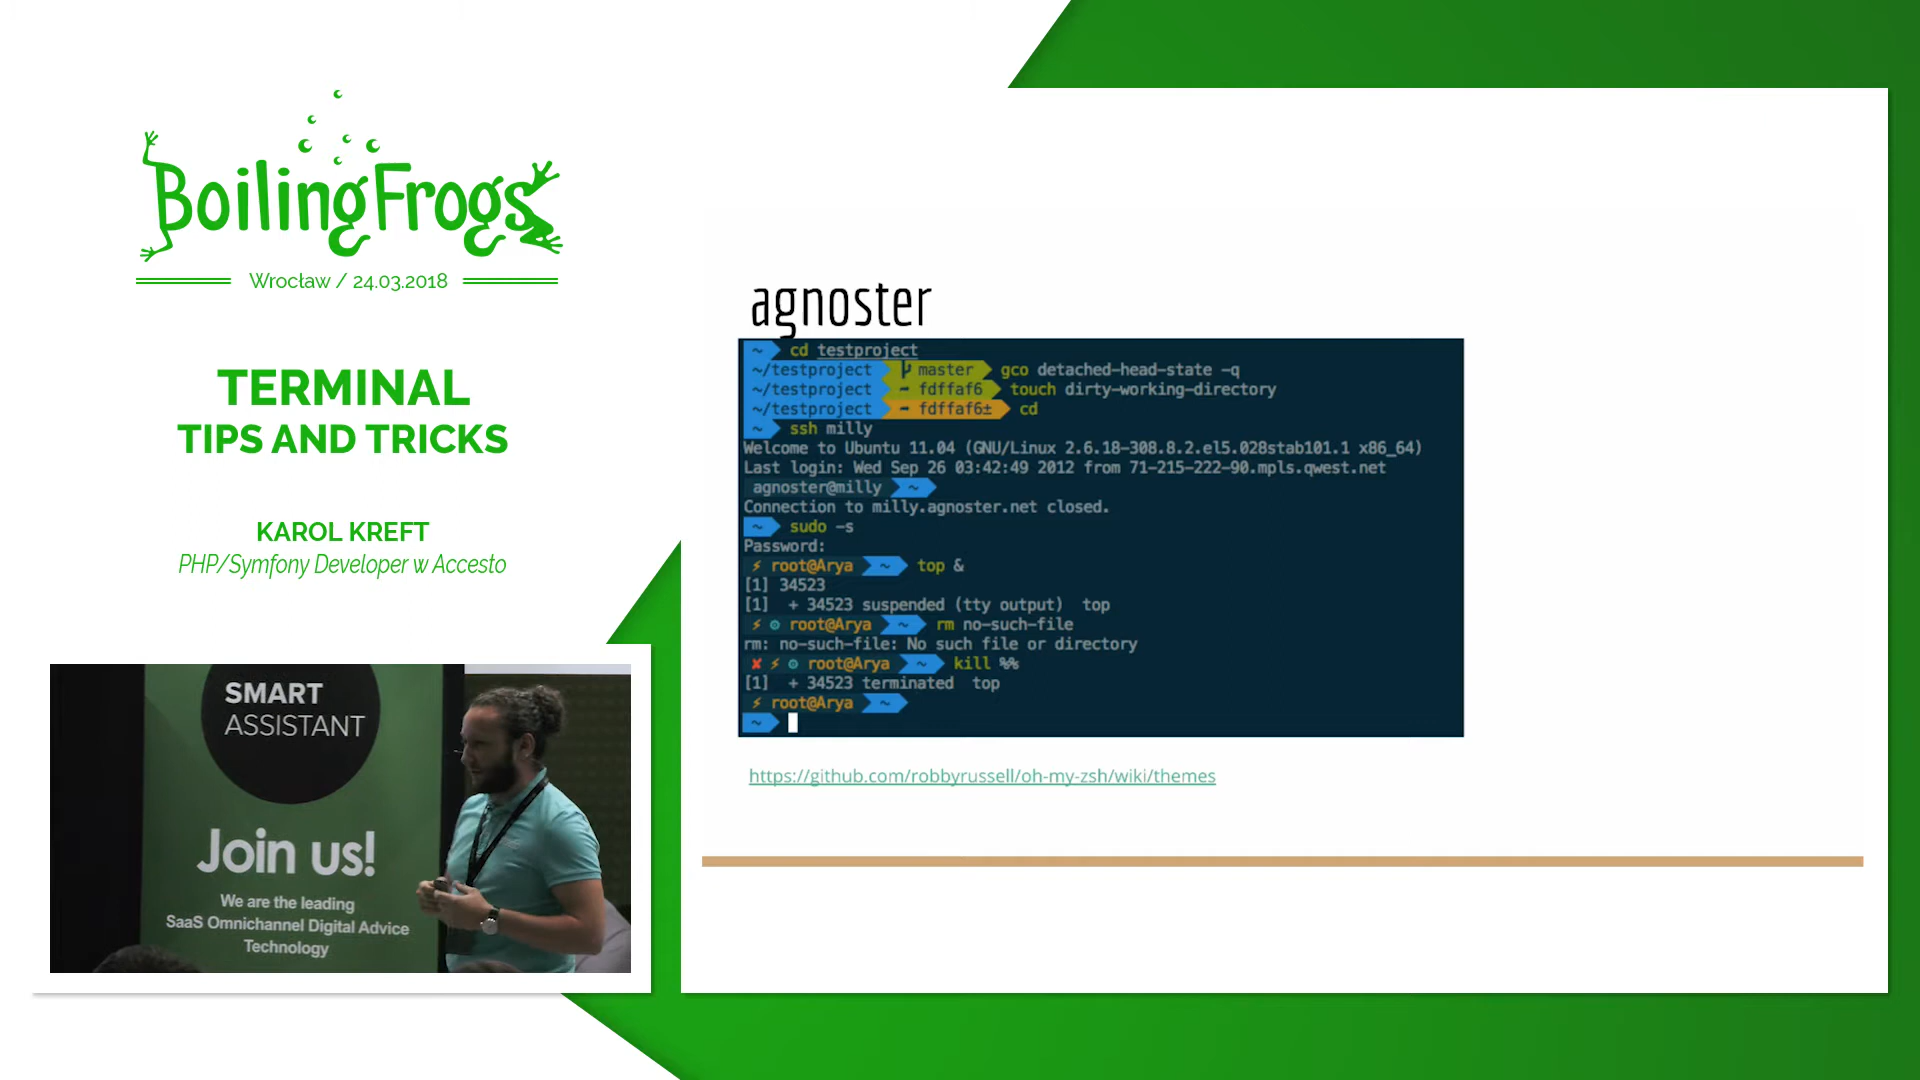 BoilingFrogs
Wrocław / 24.03.2018
TERMINAL
TIPS AND TRICKS
KAROL KREFT
PHP/Symfony Developer w Accesto
SMART
ASSISTANT
Join us!
We are the leading
SaaS Omnichannel Digital Advice
Technology
agnoster
~ cd testproject
~/testproject master gco detached-head-state -q
~/testproject ➦ fdffaf6 touch dirty-working-directory
~/testproject ➦ fdffaf6± cd
~ ssh milly
Welcome to Ubuntu 11.04 (GNU/Linux 2.6.18-308.8.2.el5.028stab101.1 x86_64)
Last login: Wed Sep 26 03:42:49 2012 from 71-215-222-90.mpls.qwest.net
agnoster@milly ~
Connection to milly.agnoster.net closed.
~ sudo -s
Password:
⚡ root@Arya ~ top &
[1] 34523
[1] + 34523 suspended (tty output) top
⚡ ⚙ root@Arya ~ rm no-such-file
rm: no-such-file: No such file or directory
✘ ⚡ ⚙ root@Arya ~ kill %%
[1] + 34523 terminated top
⚡ root@Arya ~
~
https://github.com/robbyrussell/oh-my-zsh/wiki/themes